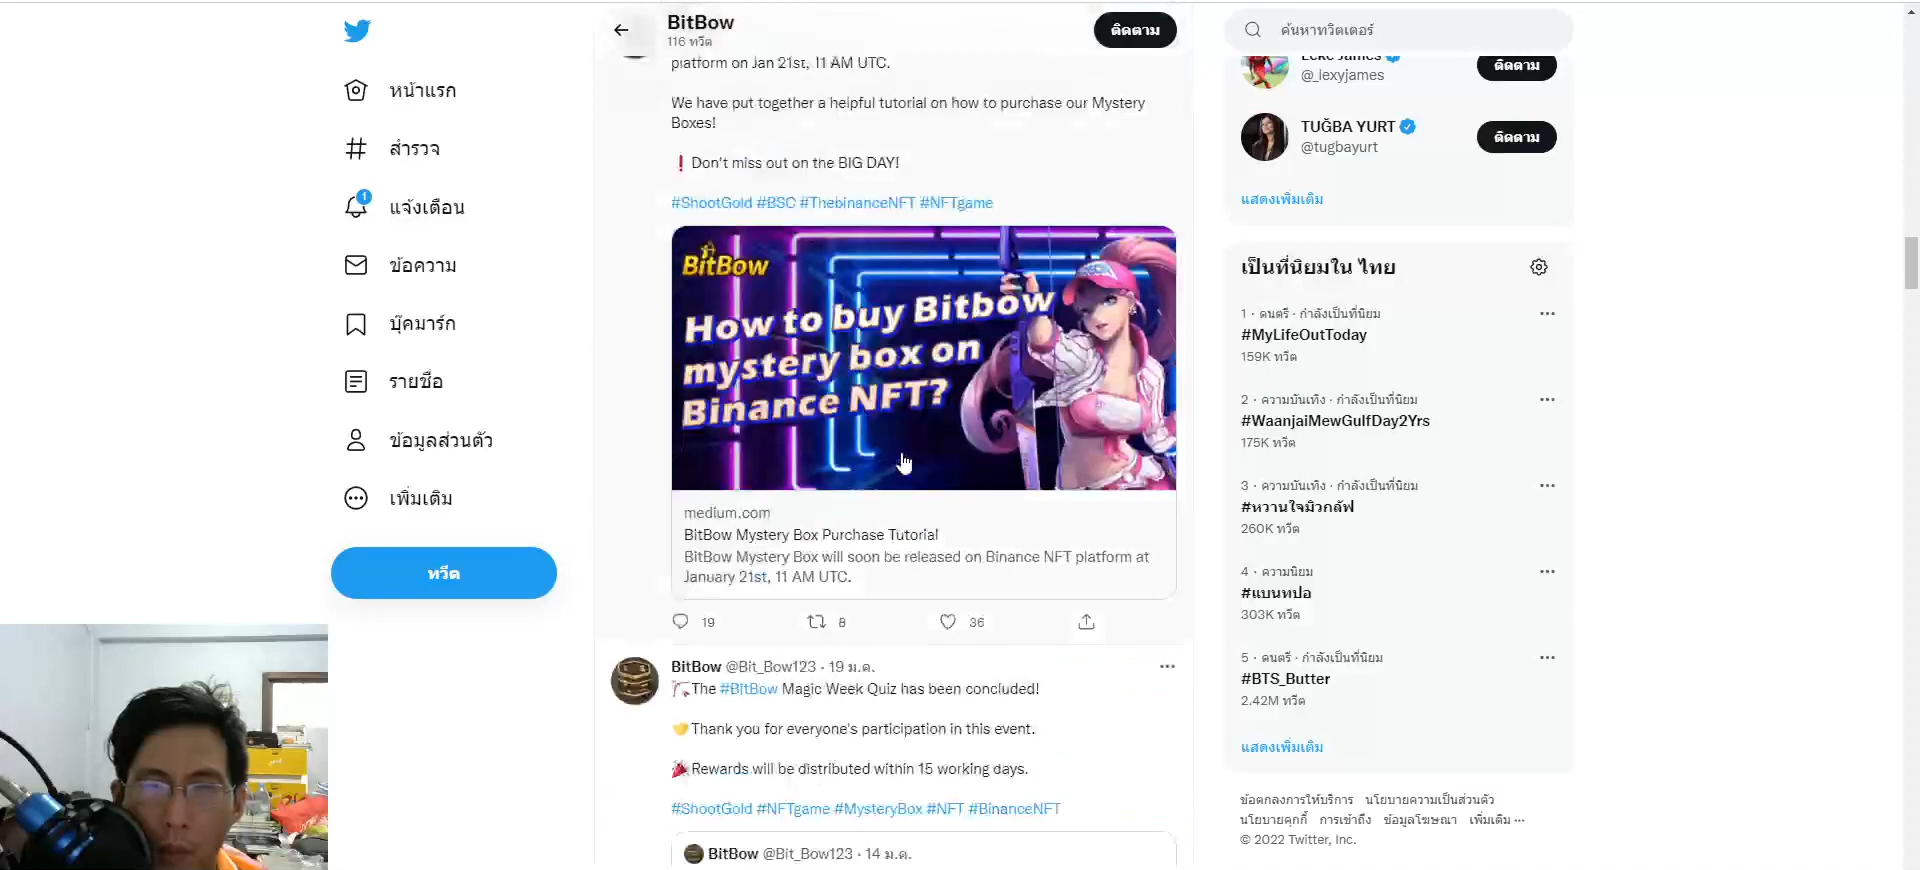 หน้าแรก
สำรวจ
1
แจ้งเตือน
ข้อความ
บุ๊คมาร์ก
รายชื่อ
ข้อมูลส่วนตัว
เพิ่มเติม
ทวีต
BitBow
116 ทวีต
ติดตาม
platform on Jan 21st, 11 AM UTC.
We have put together a helpful tutorial on how to purchase our Mystery
Boxes!
❗Don't miss out on the BIG DAY!
#ShootGold #BSC #ThebinanceNFT #NFTgame
BitBow
How to buy Bitbow
mystery box on
Binance NFT?
medium.com
BitBow Mystery Box Purchase Tutorial
BitBow Mystery Box will soon be released on Binance NFT platform at
January 21st, 11 AM UTC.
19 8 36
BitBow @Bit_Bow123 · 19 ม.ค.
The #BitBow Magic Week Quiz has been concluded!
Thank you for everyone's participation in this event.
🎉Rewards will be distributed within 15 working days.
#ShootGold #NFTgame #MysteryBox #NFT #BinanceNFT
BitBow @Bit_Bow123 · 14 ม.ค.
ค้นหาทวิตเตอร์
Leke James
@_lexyjames
ติดตาม
TUĞBA YURT
@tugbayurt
ติดตาม
แสดงเพิ่มเติม
เป็นที่นิยมใน ไทย
1 · ดนตรี · กำลังเป็นที่นิยม
#MyLifeOutToday
159K ทวีต
2 · ความบันเทิง · กำลังเป็นที่นิยม
#WaanjaiMewGulfDay2Yrs
175K ทวีต
3 · ความบันเทิง · กำลังเป็นที่นิยม
#หวานใจมิวกลัฟ
260K ทวีต
4 · ความนิยม
#แบนทปอ
303K ทวีต
5 · ดนตรี · กำลังเป็นที่นิยม
#BTS_Butter
2.42M ทวีต
แสดงเพิ่มเติม
ข้อตกลงการให้บริการ นโยบายความเป็นส่วนตัว
นโยบายคุกกี้ การเข้าถึง ข้อมูลโฆษณา เพิ่มเติม ···
© 2022 Twitter, Inc.